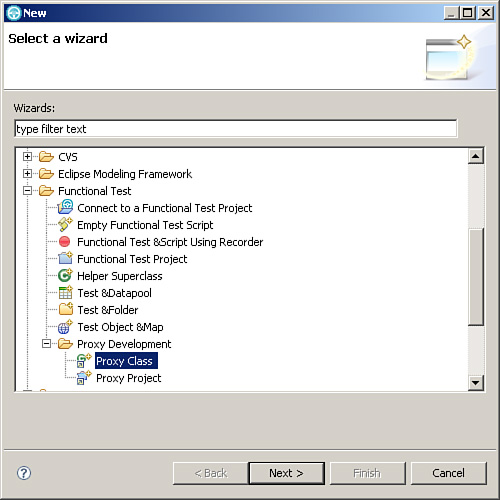 New
Select a wizard
Wizards:
type filter text
CVS
Eclipse Modeling Framework
Functional Test
Connect to a Functional Test Project
Empty Functional Test Script
Functional Test &Script Using Recorder
Functional Test Project
Helper Superclass
Test &Datapool
Test &Folder
Test Object &Map
Proxy Development
Proxy Class
Proxy Project
? < Back Next > Finish Cancel